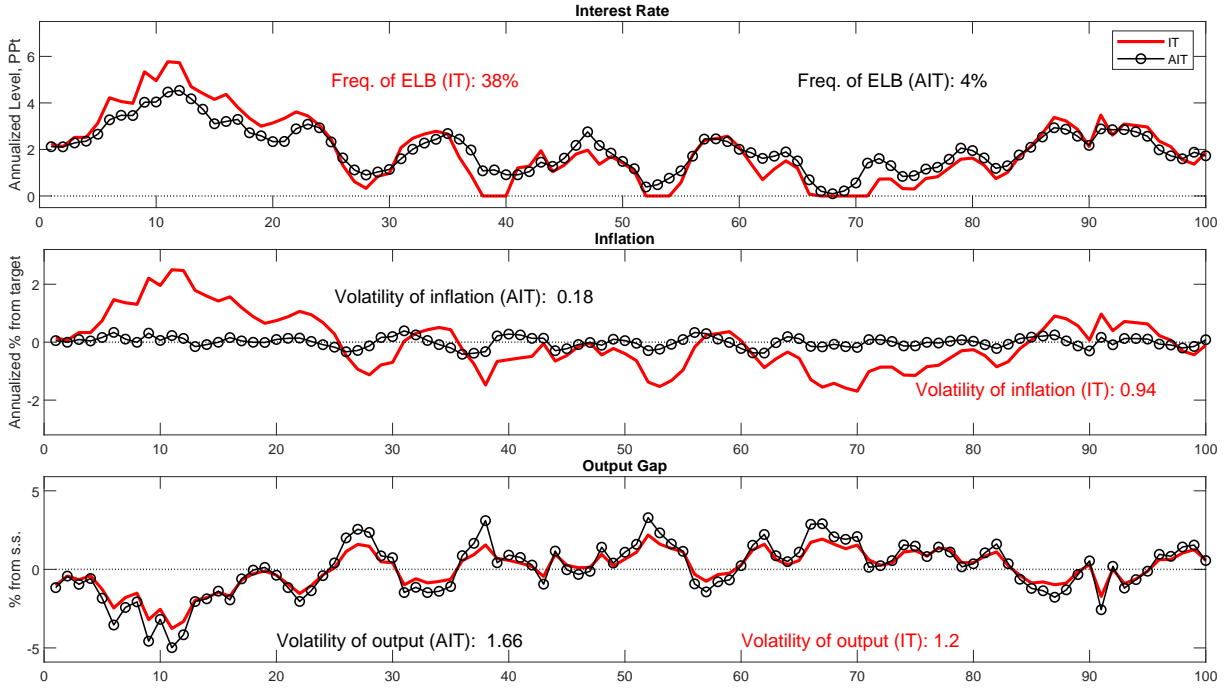 Interest Rate
Annualized Level, PPt
6
4
2
0
Freq. of ELB (IT): 38%
Freq. of ELB (AIT): 4%
IT
AIT
0 10 20 30 40 50 60 70 80 90 100
Inflation
Annualized % from target
2
0
-2
Volatility of inflation (AIT): 0.18
Volatility of inflation (IT): 0.94
0 10 20 30 40 50 60 70 80 90 100
Output Gap
% from s.s.
5
0
-5
Volatility of output (AIT): 1.66
Volatility of output (IT): 1.2
0 10 20 30 40 50 60 70 80 90 100